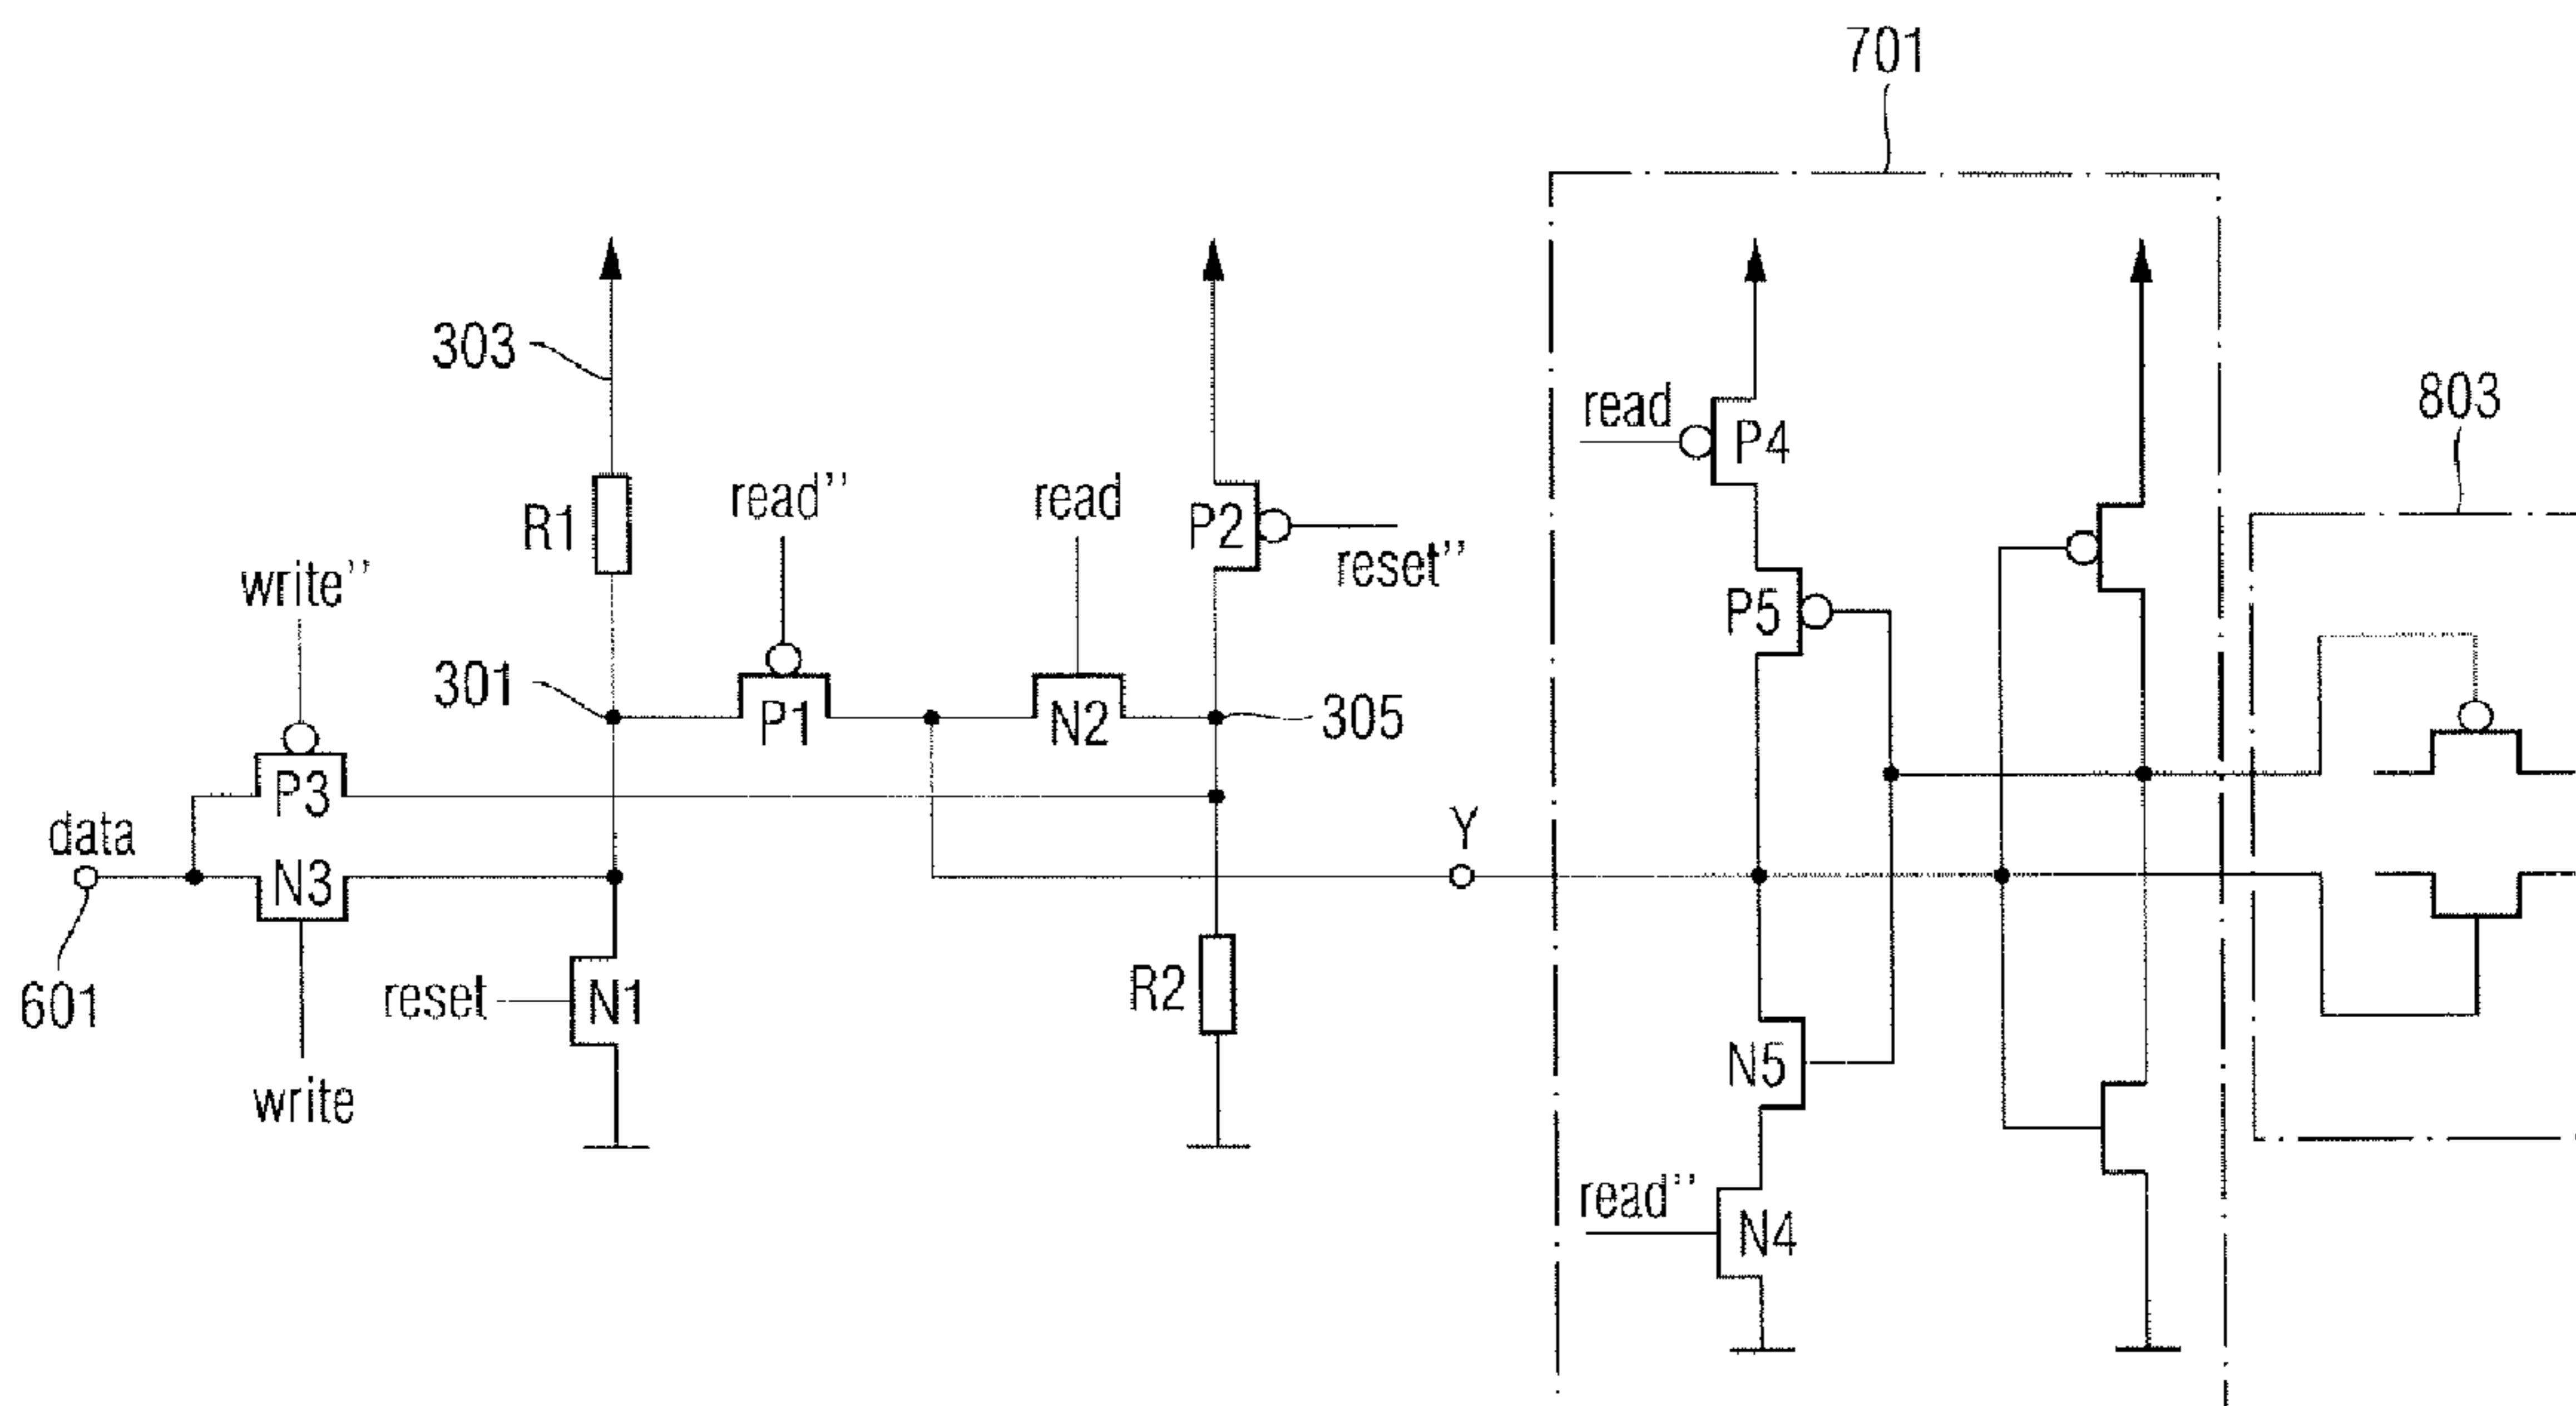 701
303
803
read
P4
R1
read''
read
P2
reset''
write''
P5
301
P1
N2
305
P3
data
N3
Y
601
reset
N1
R2
N5
write
read''
N4